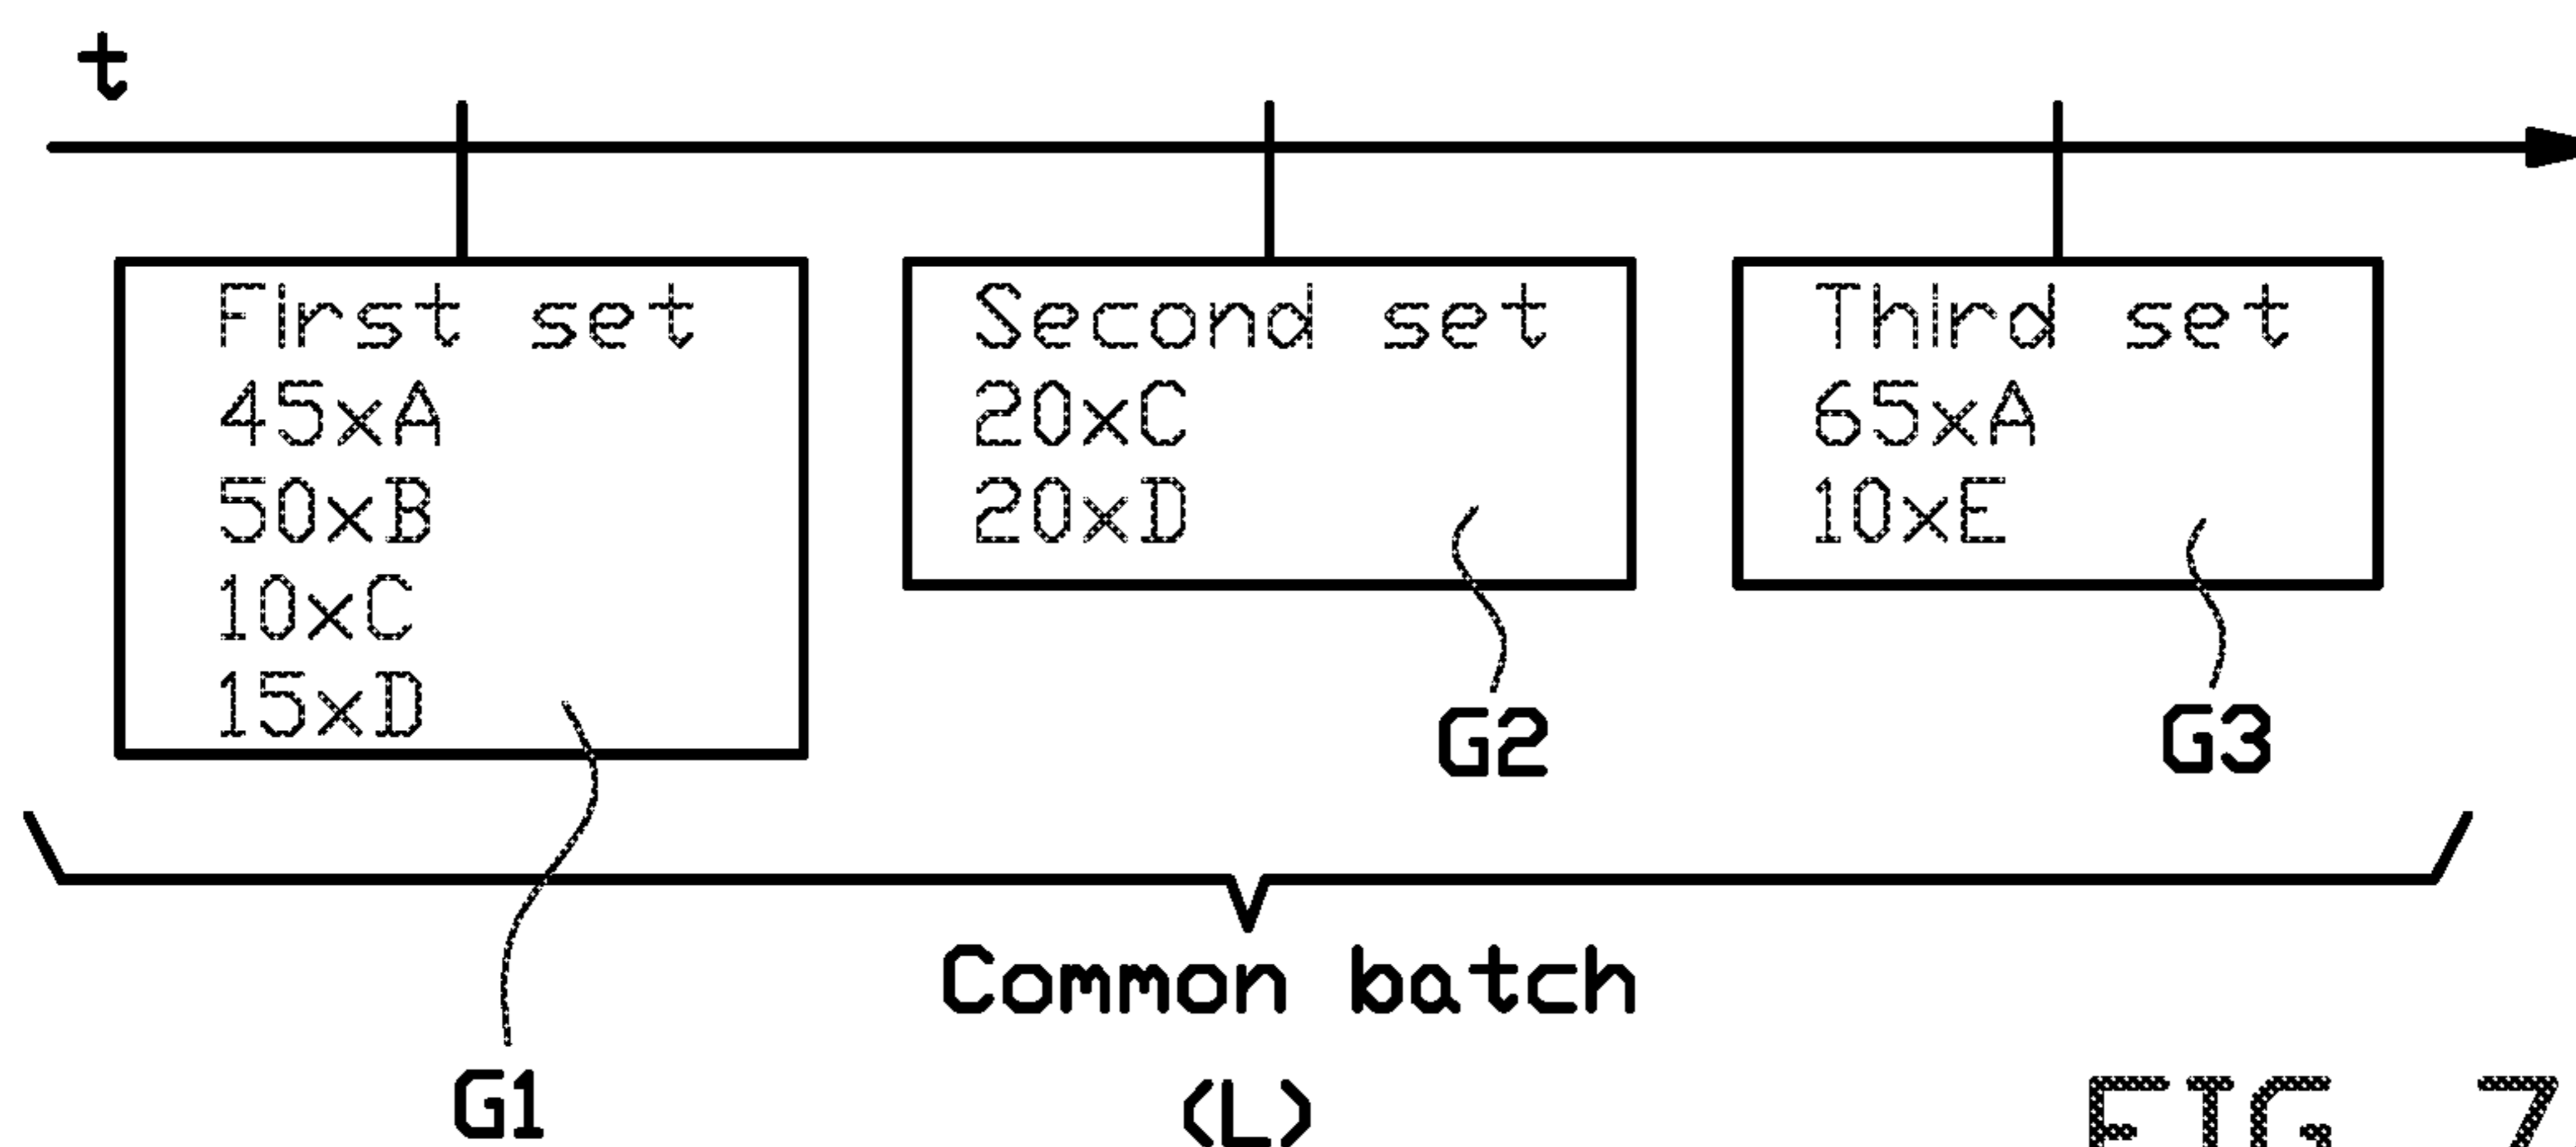 t
First set
45xA
50xB
10xC
15xD
Second set
20xC
20xD
Third set
65xA
10xE
G2
G3
Common batch
(L)
G1
FIG 7